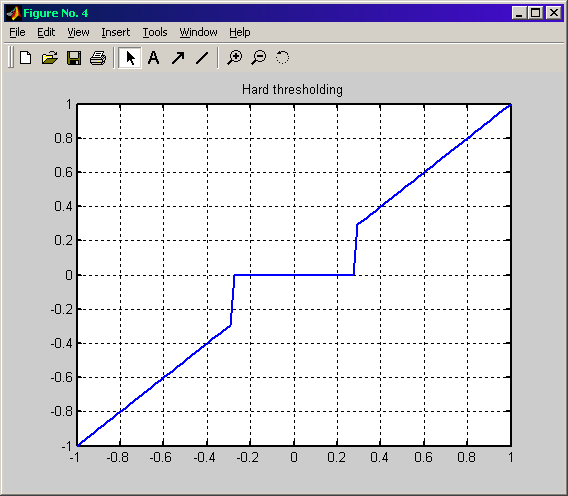 Figure No. 4
File Edit View Insert Tools Window Help
A
Hard thresholding
1
0.8
0.6
0.4
0.2
0
-0.2
-0.4
-0.6
-0.8
-1
-1 -0.8 -0.6 -0.4 -0.2 0 0.2 0.4 0.6 0.8 1